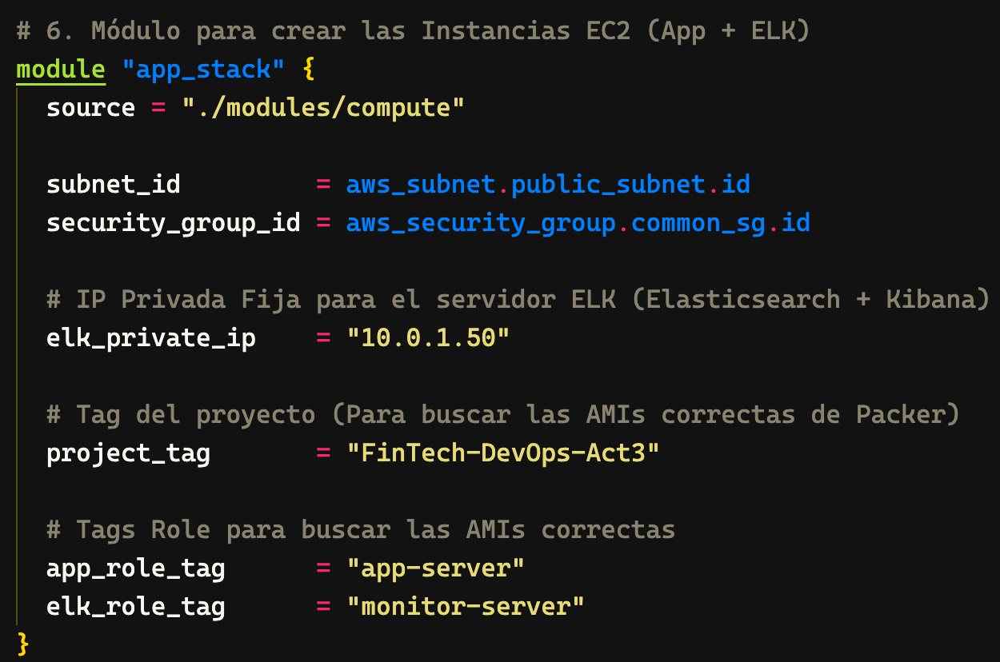 # 6. Módulo para crear las Instancias EC2 (App + ELK)
module "app_stack" {
  source = "./modules/compute"

  subnet_id         = aws_subnet.public_subnet.id
  security_group_id = aws_security_group.common_sg.id

  # IP Privada Fija para el servidor ELK (Elasticsearch + Kibana)
  elk_private_ip    = "10.0.1.50"

  # Tag del proyecto (Para buscar las AMIs correctas de Packer)
  project_tag       = "FinTech-DevOps-Act3"

  # Tags Role para buscar las AMIs correctas
  app_role_tag      = "app-server"
  elk_role_tag      = "monitor-server"
}